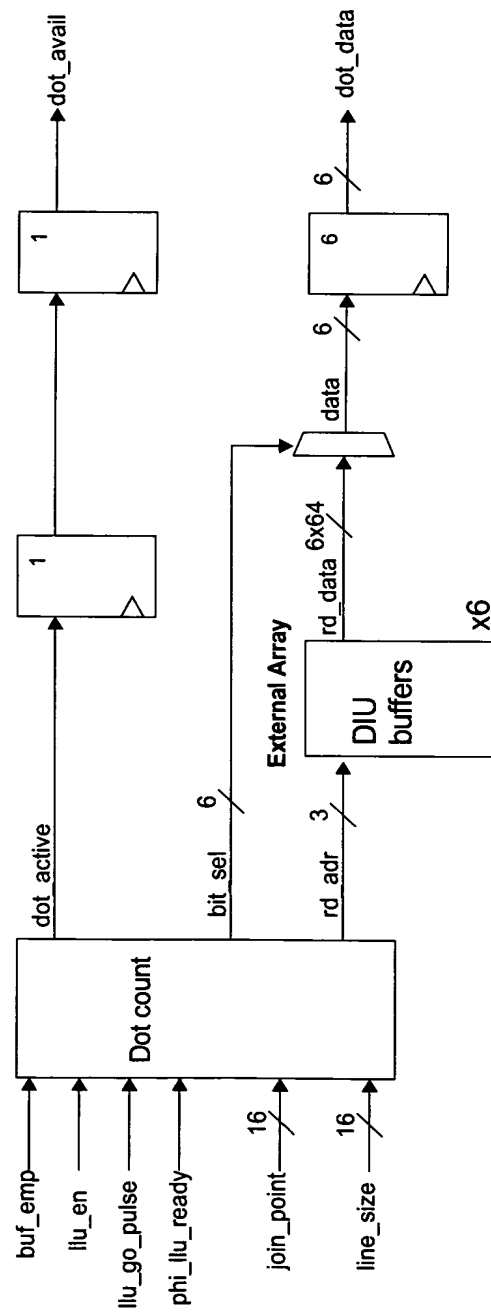 buf_emp
llu_en
llu_go_pulse
phi_llu_ready
join_point
16
line_size
16
Dot count
dot_active
bit_sel
6
rd_adr
3
External Array
DIU
buffers
x6
rd_data
6x64
data
6
1
1
6
6
dot_avail
dot_data